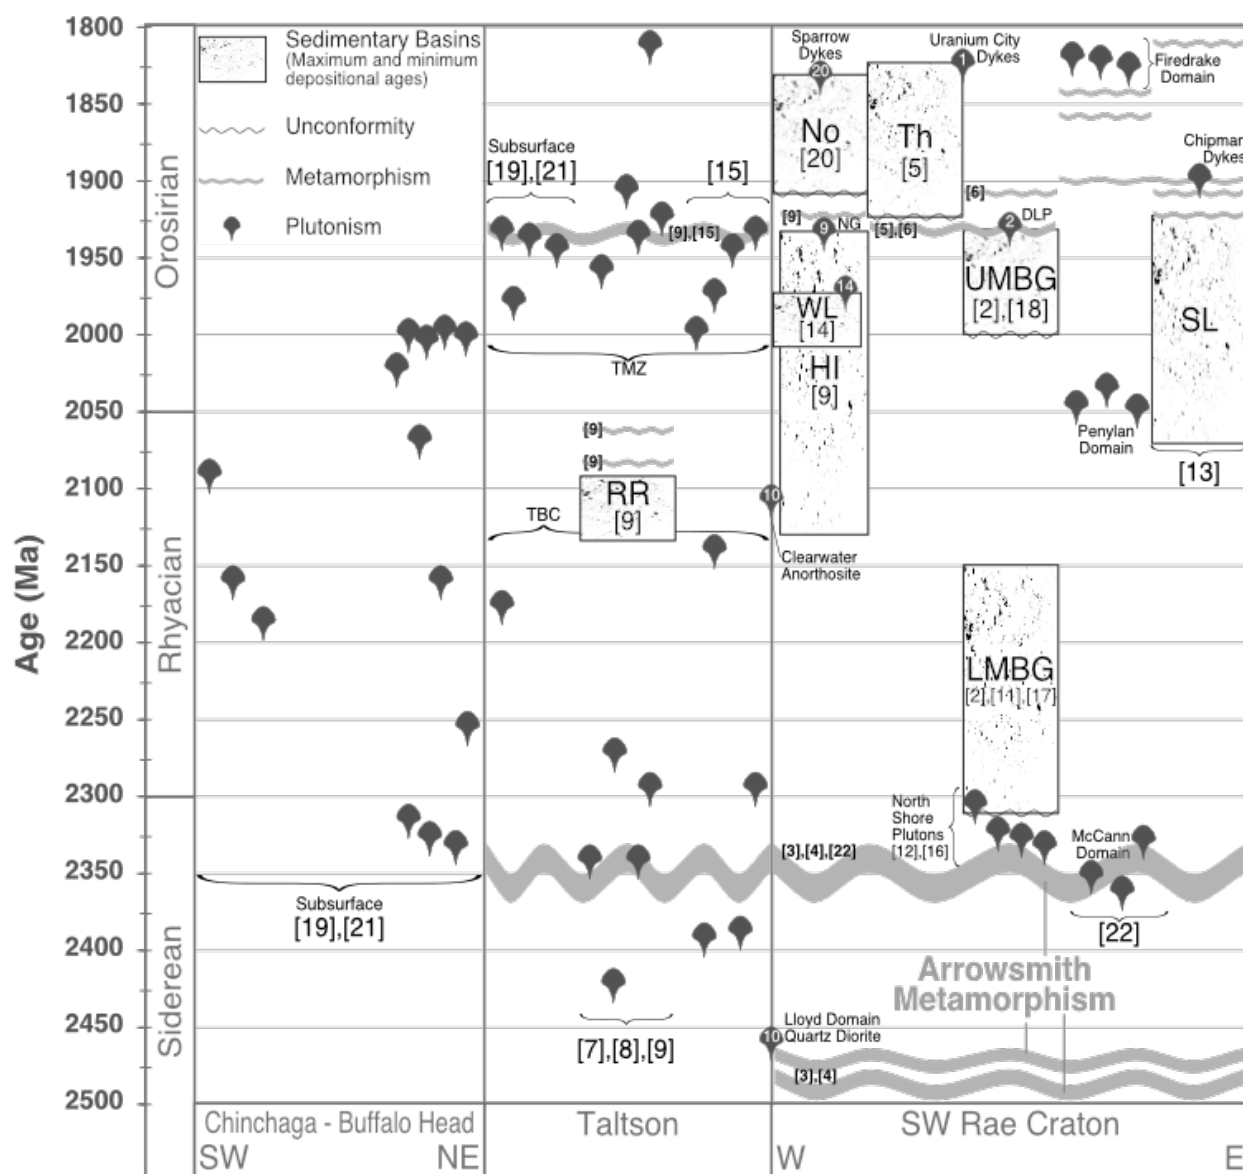 1800
1850
1900
1950
2000
2050
2100
2150
2200
2250
2300
2350
2400
2450
2500
Age (Ma)
Orosirian
Rhyacian
Siderean
Sedimentary Basins
(Maximum and minimum
depositional ages)
Unconformity
Metamorphism
Plutonism
Subsurface
[19],[21]
Subsurface
[19],[21]
[15]
[9],[15]
TMZ
[9]
[9]
RR
[9]
TBC
[7],[8],[9]
Sparrow
Dykes
20
No
[20]
Th
[5]
1
Uranium City
Dykes
Firedrake
Domain
Chipman
Dykes
[6]
[9]
9
NG
[5],[6]
2
DLP
14
WL
[14]
HI
[9]
UMBG
[2],[18]
SL
[13]
Penylan
Domain
10
Clearwater
Anorthosite
LMBG
[2],[11],[17]
North
Shore
Plutons
[12],[16]
McCann
Domain
[3],[4],[22]
[22]
Arrowsmith
Metamorphism
10
Lloyd Domain
Quartz Diorite
[3],[4]
Chinchaga - Buffalo Head
SW
NE
Taltson
SW Rae Craton
W
E